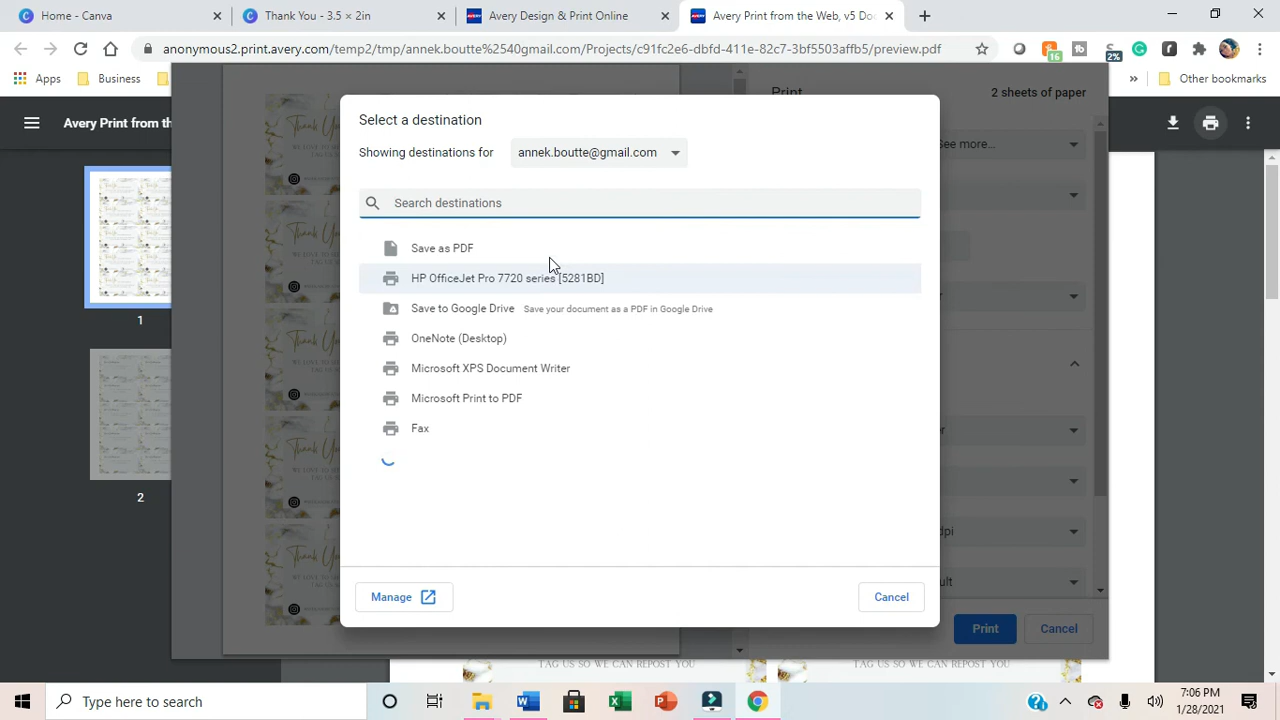 Home - Canva
Thank You - 3.5 × 2in
Avery Design & Print Online
Avery Print from the Web, v5 Doc
anonymous2.print.avery.com/temp2/tmp/annek.boutte%2540gmail.com/Projects/c91fc2e6-dbfd-411e-82c7-3bf5503affb5/preview.pdf
16
2%
Apps
Business
»
Other bookmarks
Avery Print from th
Print
2 sheets of paper
Select a destination
Showing destinations for
annek.boutte@gmail.com
See more...
Search destinations
Save as PDF
HP OfficeJet Pro 7720 series [5281BD]
Save to Google Drive
Save your document as a PDF in Google Drive
OneNote (Desktop)
Microsoft XPS Document Writer
Microsoft Print to PDF
Fax
1
2
dpi
Manage
Cancel
Print
Cancel
TAG US SO WE CAN REPOST YOU
TAG US SO WE CAN REPOST YOU
Type here to search
7:06 PM
1/28/2021